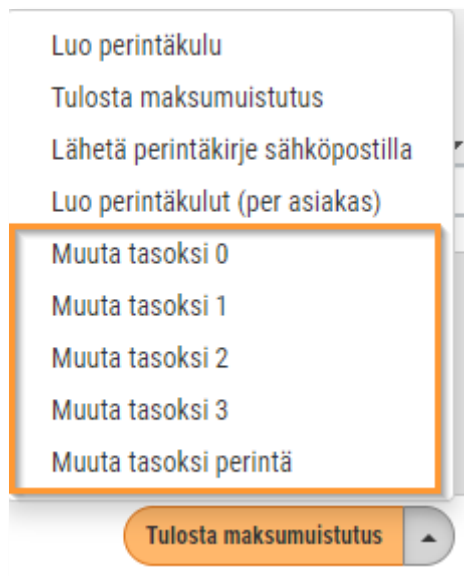 Luo perintäkulu
Tulosta maksumuistutus
Lähetä perintäkirje sähköpostilla
Luo perintäkulut (per asiakas)
Muuta tasoksi 0
Muuta tasoksi 1
Muuta tasoksi 2
Muuta tasoksi 3
Muuta tasoksi perintä
Tulosta maksumuistutus